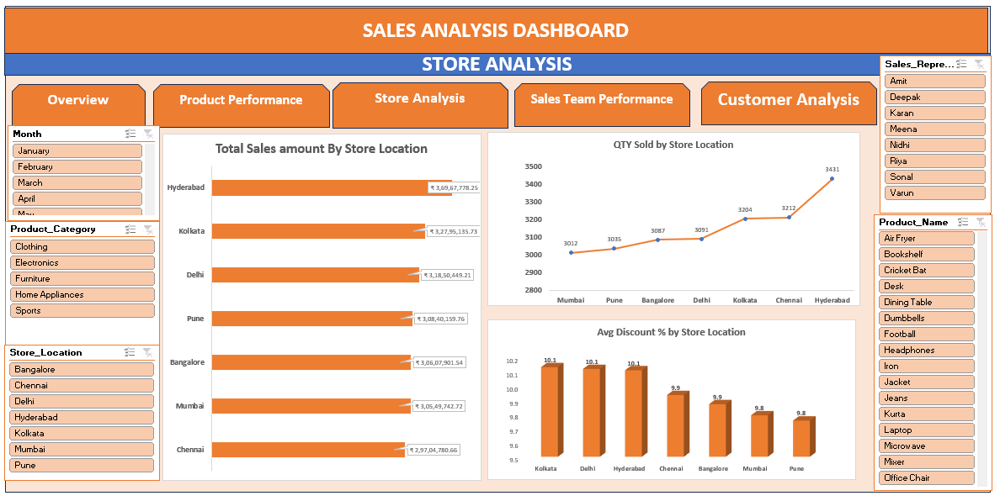 SALES ANALYSIS DASHBOARD
STORE ANALYSIS
Overview
Product Performance
Store Analysis
Sales Team Performance
Customer Analysis
Month
January
February
March
April
May
Product_Category
Clothing
Electronics
Furniture
Home Appliances
Sports
Store_Location
Bangalore
Chennai
Delhi
Hyderabad
Kolkata
Mumbai
Pune
Total Sales amount By Store Location
Hyderabad ₹ 3,69,67,778.25
Kolkata ₹ 3,27,95,135.73
Delhi ₹ 3,18,50,449.21
Pune ₹ 3,08,40,159.76
Bangalore ₹ 3,06,07,901.54
Mumbai ₹ 3,05,49,742.72
Chennai ₹ 2,97,04,780.66
QTY Sold by Store Location
3500
3400
3300
3200
3100
3000
2900
2800
3012 3035 3087 3091 3204 3212 3431
Mumbai Pune Bangalore Delhi Kolkata Chennai Hyderabad
Avg Discount % by Store Location
10.2
10.1
10.0
9.9
9.8
9.7
9.6
9.5
10.1 10.1 10.1 9.9 9.9 9.8 9.8
Kolkata Delhi Hyderabad Chennai Bangalore Mumbai Pune
Sales_Repre...
Amit
Deepak
Karan
Meena
Nidhi
Riya
Sonal
Varun
Product_Name
Air Fryer
Bookshelf
Cricket Bat
Desk
Dining Table
Dumbbells
Football
Headphones
Iron
Jacket
Jeans
Kurta
Laptop
Microwave
Mixer
Office Chair